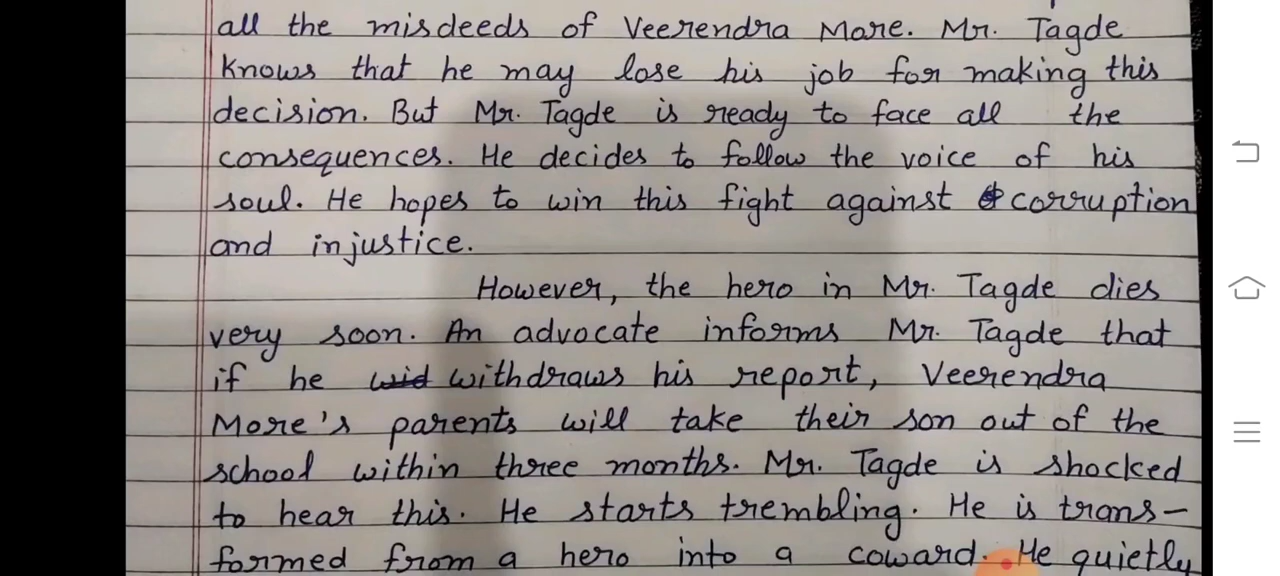 all the misdeeds of Veerendra More. Mr. Tagde
knows that he may lose his job for making this
decision. But Mr. Tagde is ready to face all the
consequences. He decides to follow the voice of his
soul. He hopes to win this fight against corruption
and injustice.
However, the hero in Mr. Tagde dies
very soon. An advocate informs Mr. Tagde that
if he wid withdraws his report, Veerendra
More's parents will take their son out of the
school within three months. Mr. Tagde is shocked
to hear this. He starts trembling. He is trans-
formed from a hero into a coward. He quietly